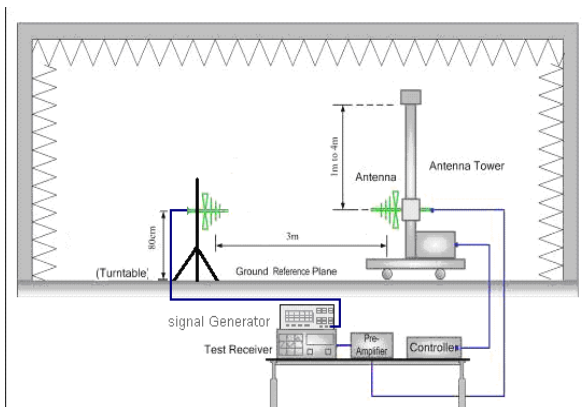 1m to 4m
Antenna
Antenna Tower
80cm
3m
(Turntable)
Ground Reference Plane
signal Generator
Test Receiver
Pre-
Amplifier
Controller